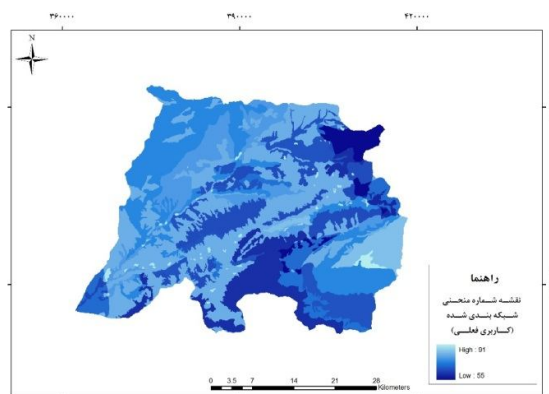 ۳۶۰۰۰۰ ۳۹۰۰۰۰ ۴۲۰۰۰۰
N
راهنما
نقشه شماره منحنی
شبکه بندی شده
(کاربری فعلی)
High : 91
Low : 55
0 3.5 7 14 21 28
Kilometers